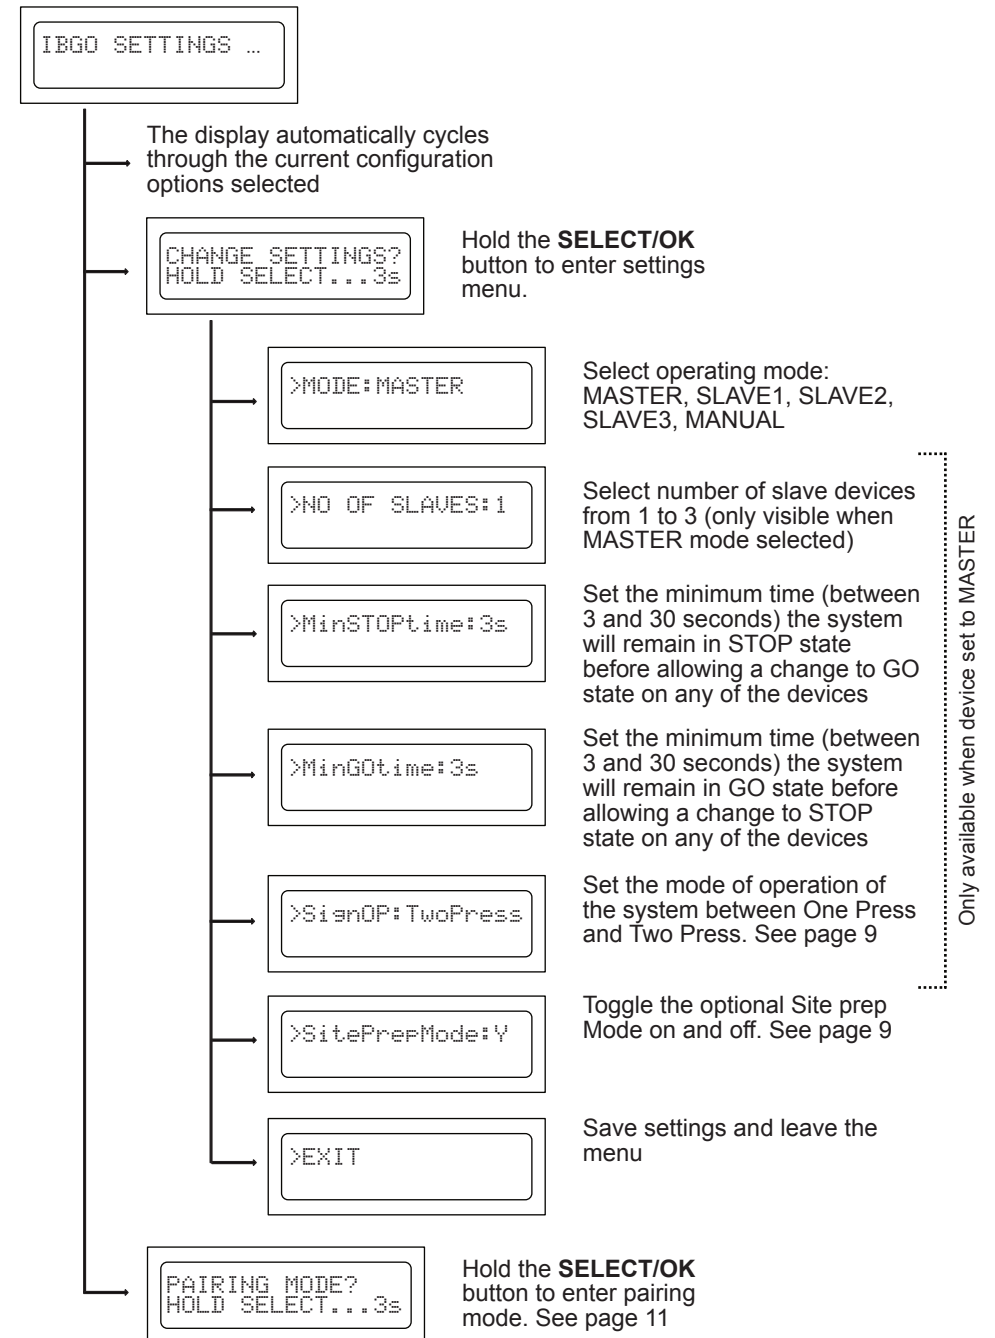 IBGO SETTINGS ...
The display automatically cycles
through the current configuration
options selected
CHANGE SETTINGS?
HOLD SELECT...3s
Hold the SELECT/OK
button to enter settings
menu.
>MODE:MASTER
Select operating mode:
MASTER, SLAVE1, SLAVE2,
SLAVE3, MANUAL
>NO OF SLAVES:1
Select number of slave devices
from 1 to 3 (only visible when
MASTER mode selected)
>MinSTOPtime:3s
Set the minimum time (between
3 and 30 seconds) the system
will remain in STOP state
before allowing a change to GO
state on any of the devices
>MinGOtime:3s
Set the minimum time (between
3 and 30 seconds) the system
will remain in GO state before
allowing a change to STOP
state on any of the devices
>SignOP:TwoPress
Set the mode of operation of
the system between One Press
and Two Press. See page 9
Only available when device set to MASTER
>SitePrepMode:Y
Toggle the optional Site prep
Mode on and off. See page 9
>EXIT
Save settings and leave the
menu
PAIRING MODE?
HOLD SELECT...3s
Hold the SELECT/OK
button to enter pairing
mode. See page 11